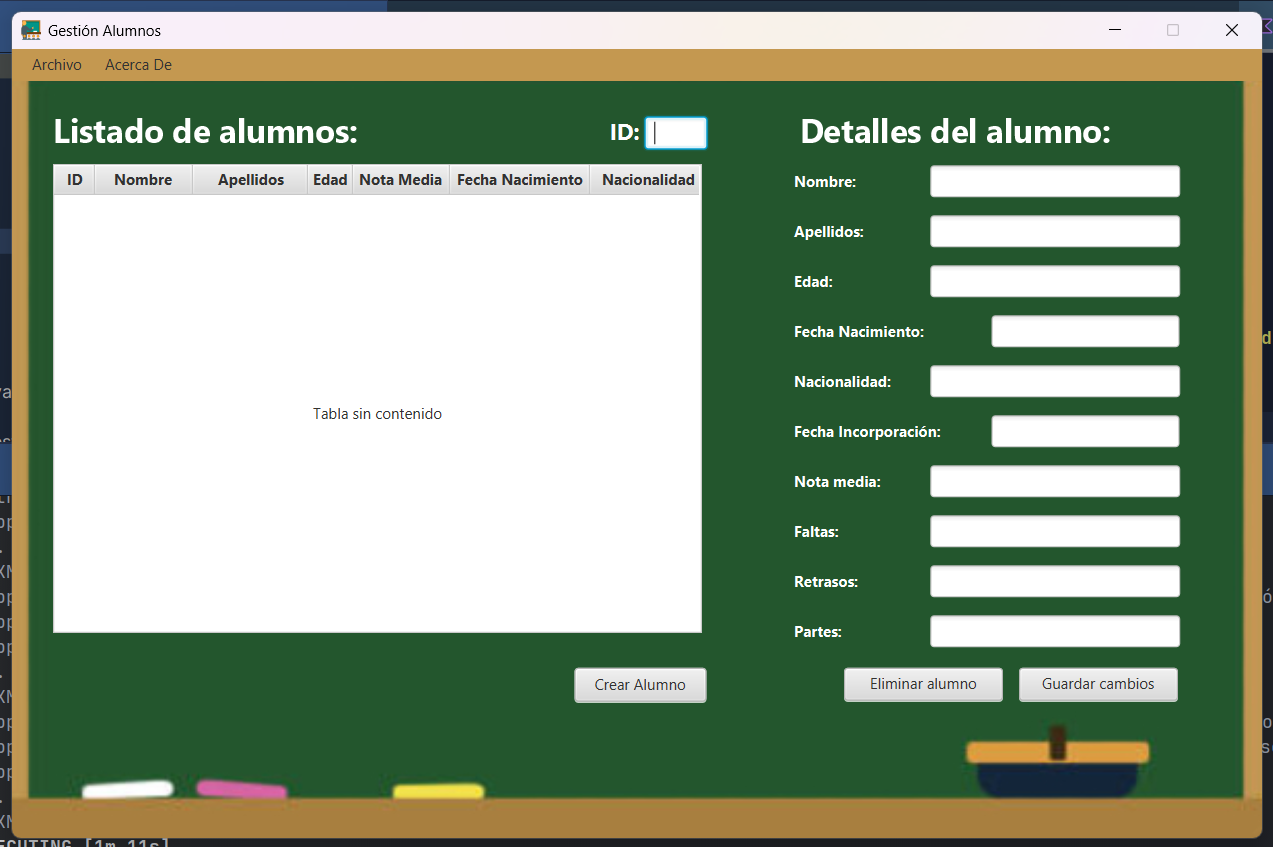 Gestión Alumnos
Archivo Acerca De
Listado de alumnos:
ID:
ID Nombre Apellidos Edad Nota Media Fecha Nacimiento Nacionalidad
Tabla sin contenido
Crear Alumno
Detalles del alumno:
Nombre:
Apellidos:
Edad:
Fecha Nacimiento:
Nacionalidad:
Fecha Incorporación:
Nota media:
Faltas:
Retrasos:
Partes:
Eliminar alumno Guardar cambios